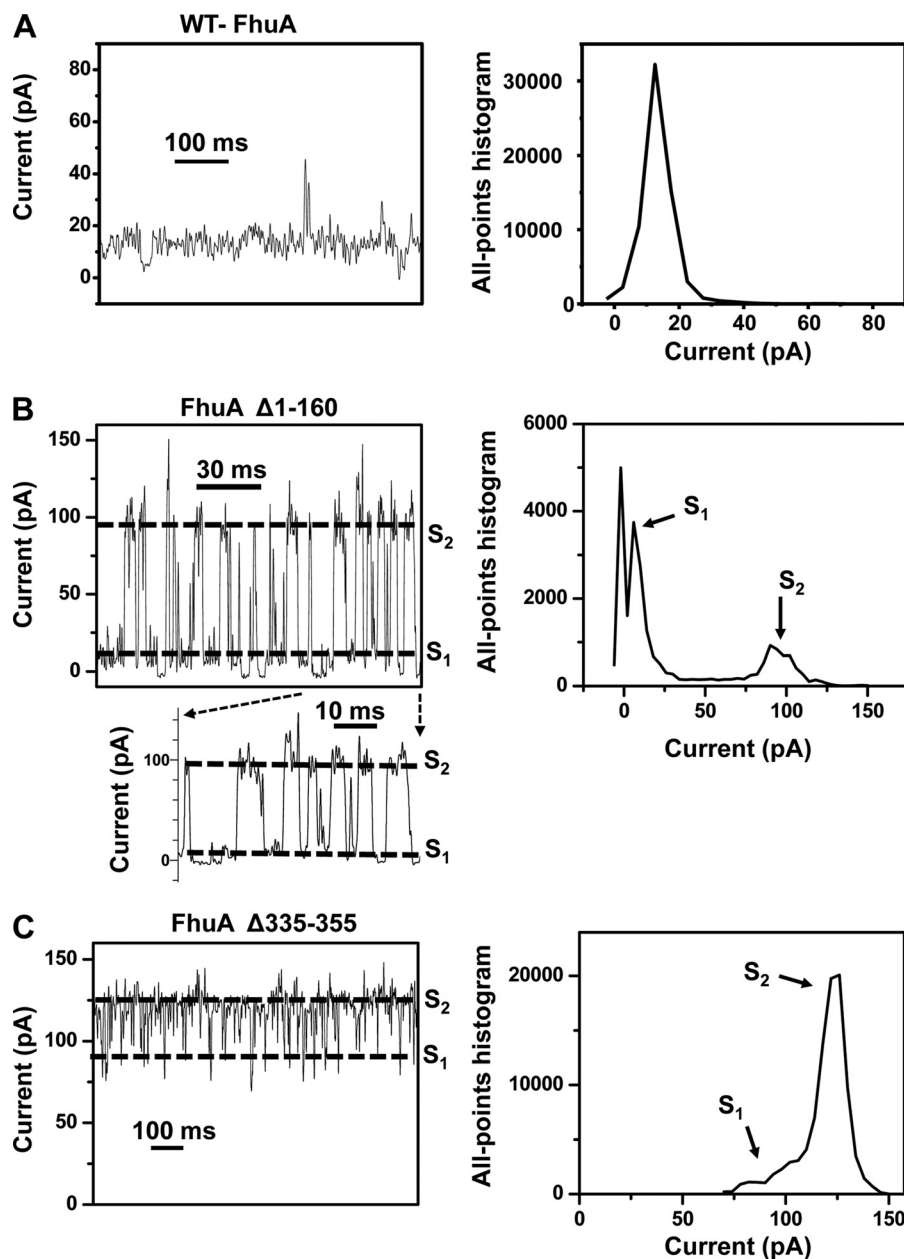 A
WT- FhuA
Current (pA)
80
60
40
20
0
100 ms
All-points histogram
30000
20000
10000
0
0 20 40 60 80
Current (pA)
B
FhuA Δ1-160
Current (pA)
150
100
50
0
30 ms
S2
S1
Current (pA)
100
0
10 ms
S2
S1
All-points histogram
6000
4000
2000
0
S1
S2
0 50 100 150
Current (pA)
C
FhuA Δ335-355
Current (pA)
150
100
50
0
100 ms
S2
S1
All-points histogram
20000
10000
0
S2
S1
0 50 100 150
Current (pA)